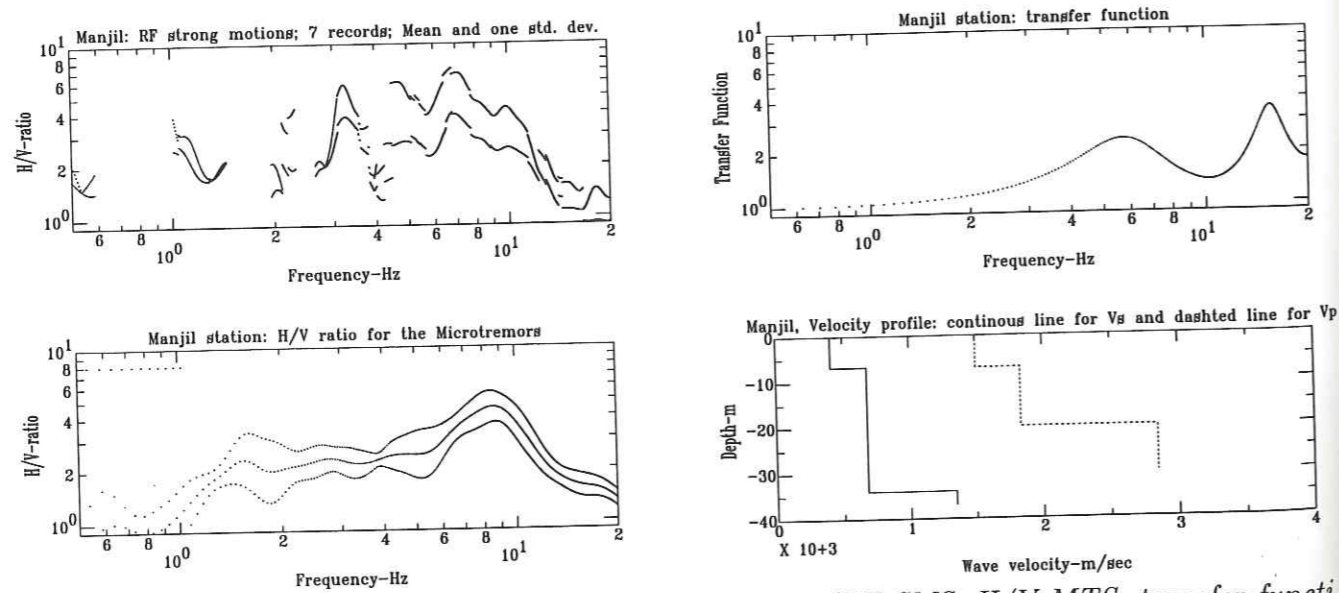 Manjil: RF strong motions; 7 records; Mean and one std. dev.
10^1
8
6
4
2
10^0
H/V-ratio
6 8 2 4 6 8 2
10^0 10^1
Frequency-Hz
Manjil station: transfer function
10^1
8
6
4
2
10^0
Transfer Function
6 8 2 4 6 8 2
10^0 10^1
Frequency-Hz
Manjil station: H/V ratio for the Microtremors
10^1
8
6
4
2
10^0
H/V-ratio
6 8 2 4 6 8 2
10^0 10^1
Frequency-Hz
Manjil, Velocity profile: continous line for Vs and dashted line for Vp
0
-10
-20
-30
-40
Depth-m
0 1 2 3 4
X 10+3
Wave velocity-m/sec
H/V MTS, transfer functi